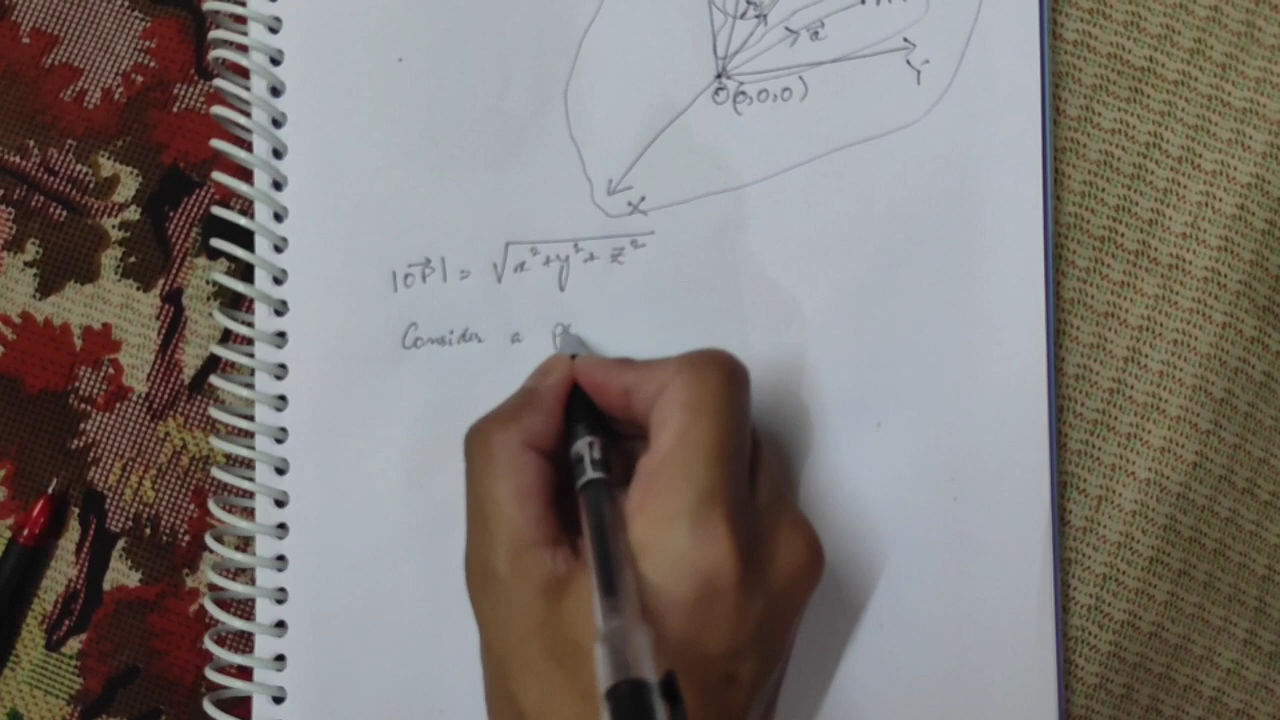 a⃗
Y
O(0,0,0)
X
|OP⃗| = √x²+y²+z²
Consider a